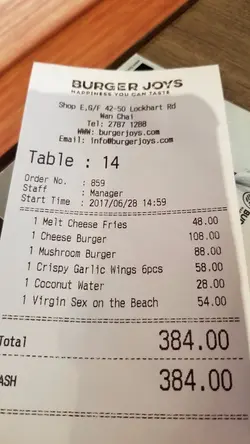 BURGER JOYS
HAPPINESS YOU CAN TASTE
Shop E,G/F 42-50 Lockhart Rd
Wan Chai
Tel: 2787 1288
WWW: burgerjoys.com
Email: info@burgerjoys.com
Table : 14
Order No. : 859
Staff : Manager
Start Time : 2017/06/28 14:59
1 Melt Cheese Fries 48.00
1 Cheese Burger 108.00
1 Mushroom Burger 88.00
1 Crispy Garlic Wings 6pcs 58.00
1 Coconut Water 28.00
1 Virgin Sex on the Beach 54.00
Total 384.00
ASH 384.00